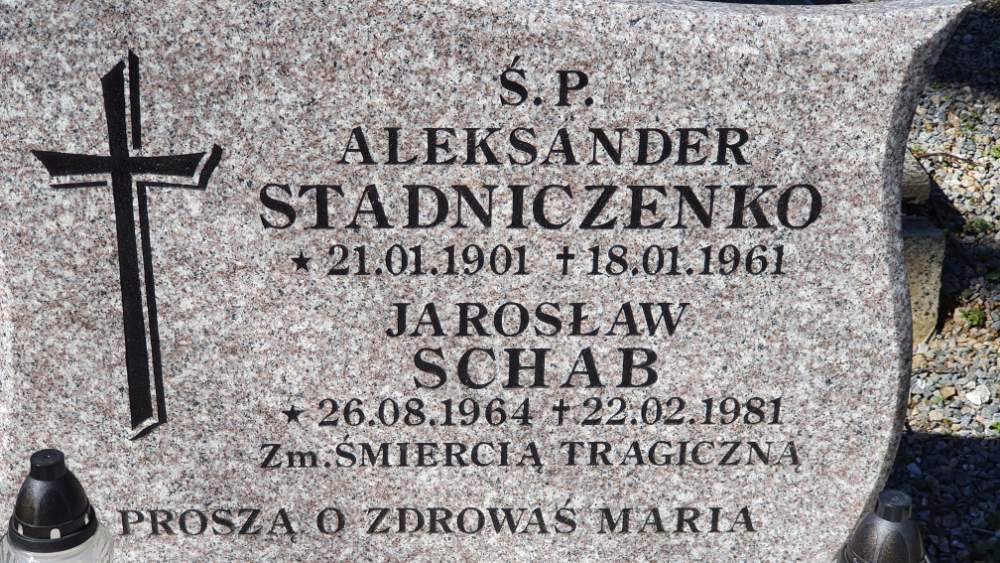 Ś.P.
ALEKSANDER
STADNICZENKO
★ 21.01.1901 ✝ 18.01.1961
JAROSŁAW
SCHAB
★ 26.08.1964 ✝ 22.02.1981
Zm. ŚMIERCIĄ TRAGICZNĄ
PROSZĄ O ZDROWAŚ MARIA